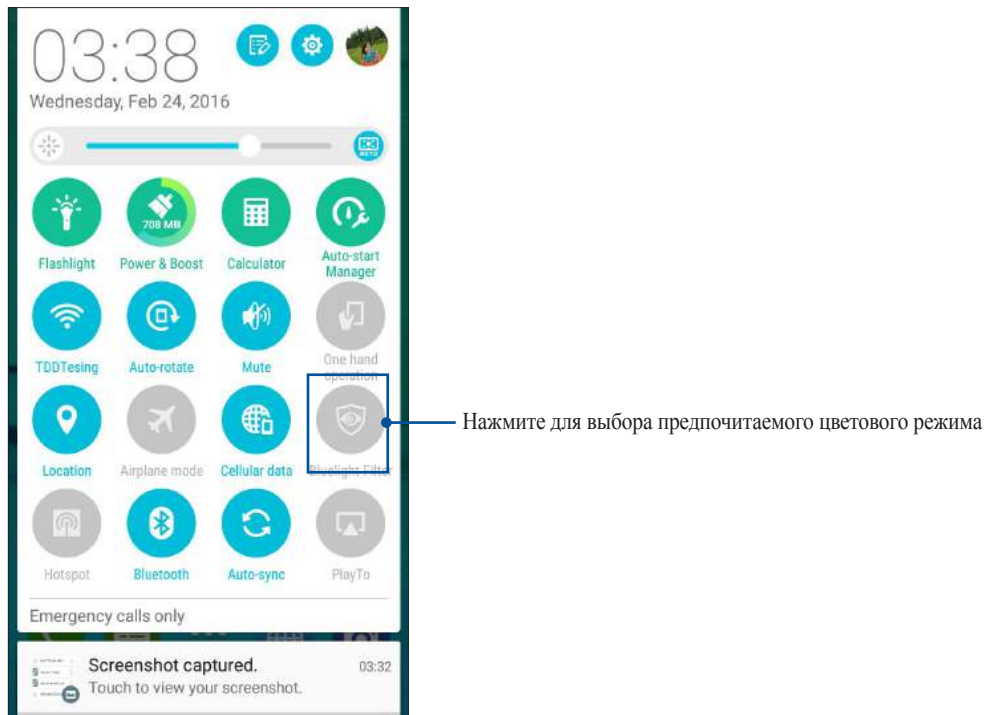 03:38
Wednesday, Feb 24, 2016
AUTO
708 MB
Flashlight
Power & Boost
Calculator
Auto-start
Manager
TDDTesing
Auto-rotate
Mute
One hand
operation
Location
Airplane mode
Cellular data
Bluelight Filter
Нажмите для выбора предпочитаемого цветового режима
Hotspot
Bluetooth
Auto-sync
PlayTo
Emergency calls only
Screenshot captured.
03:32
Touch to view your screenshot.